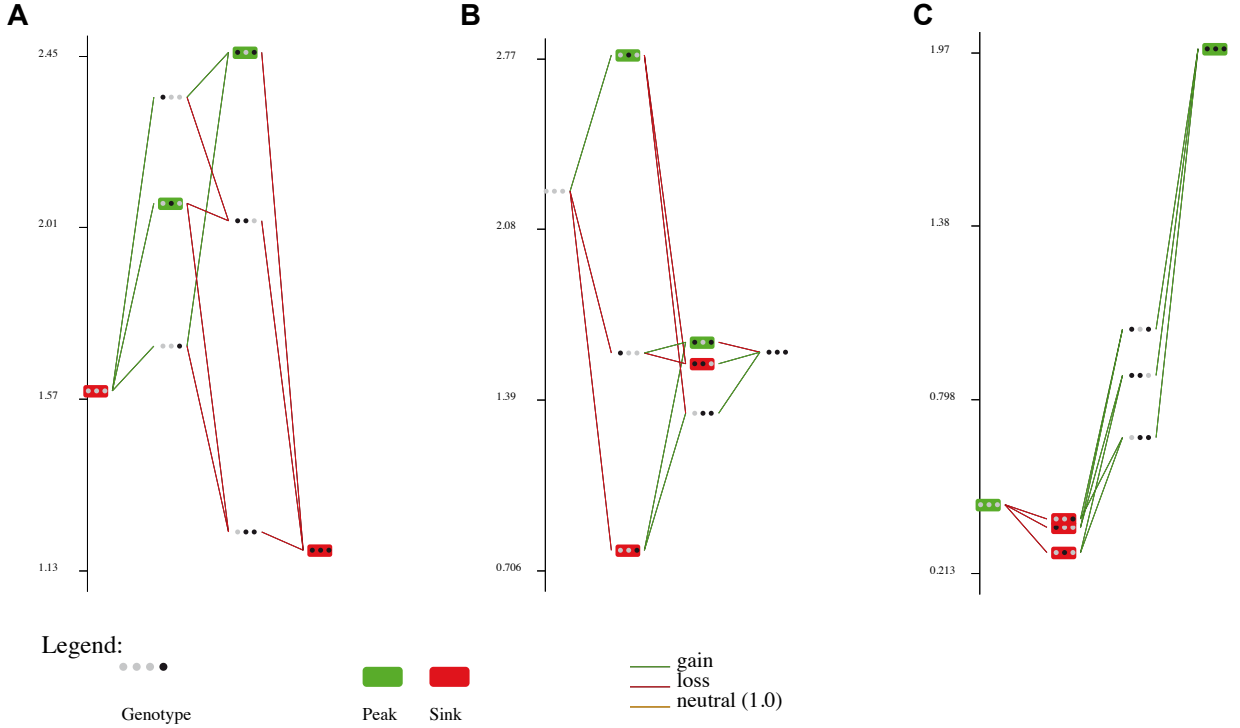 A
B
C
2.45
2.01
1.57
1.13
2.77
2.08
1.39
0.706
1.97
1.38
0.798
0.213
Legend:
Genotype
Peak
Sink
gain
loss
neutral (1.0)